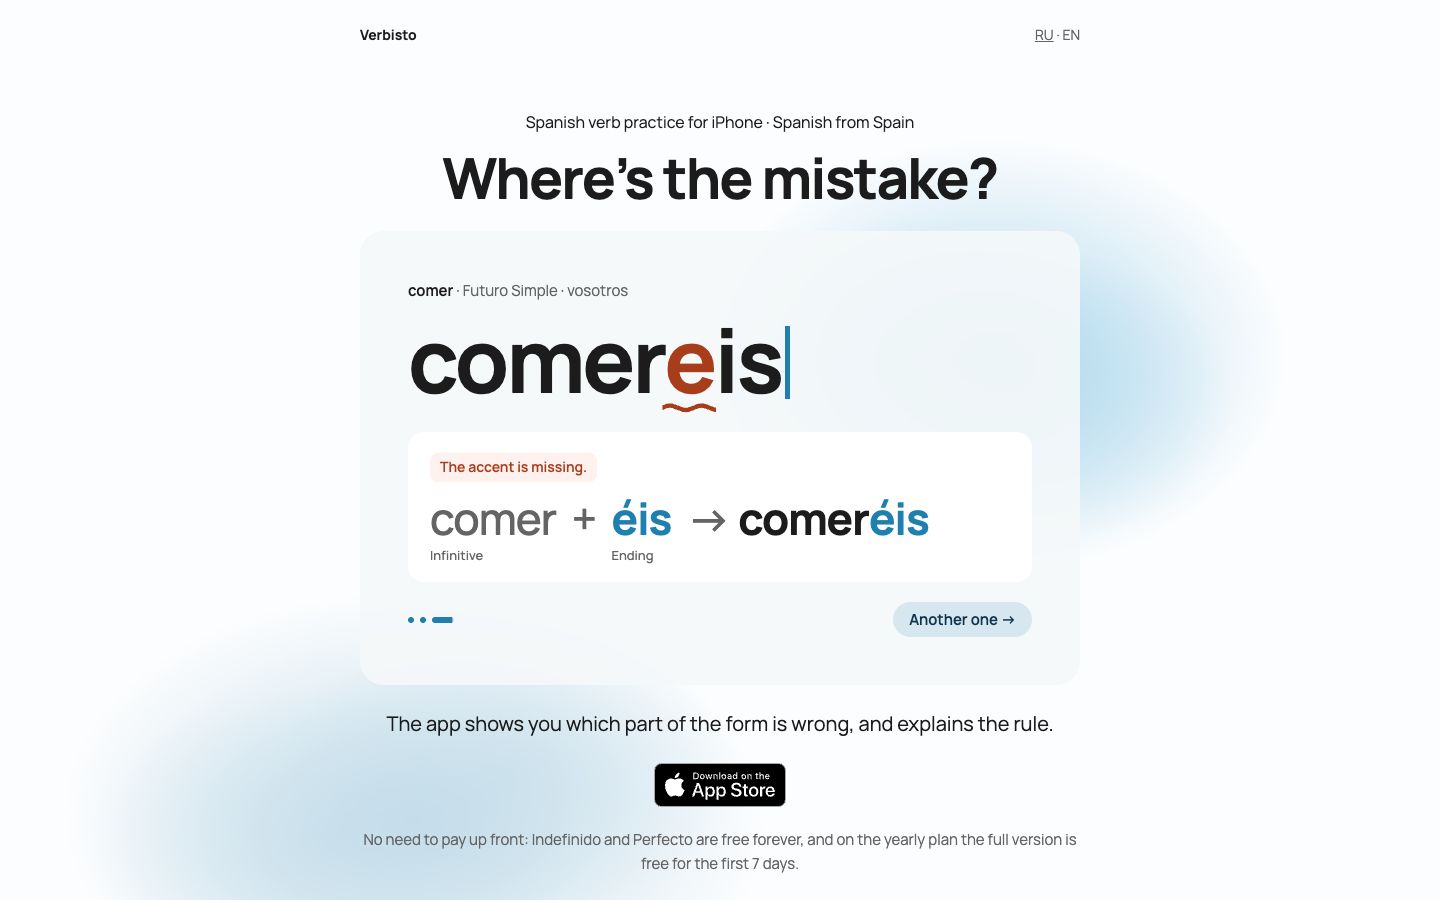 Verbisto
RU · EN
Spanish verb practice for iPhone · Spanish from Spain
Where’s the mistake?
comer · Futuro Simple · vosotros
comereis
The accent is missing.
comer + éis → comeréis
Infinitive Ending
Another one →
The app shows you which part of the form is wrong, and explains the rule.
Download on the
App Store
No need to pay up front: Indefinido and Perfecto are free forever, and on the yearly plan the full version is
free for the first 7 days.